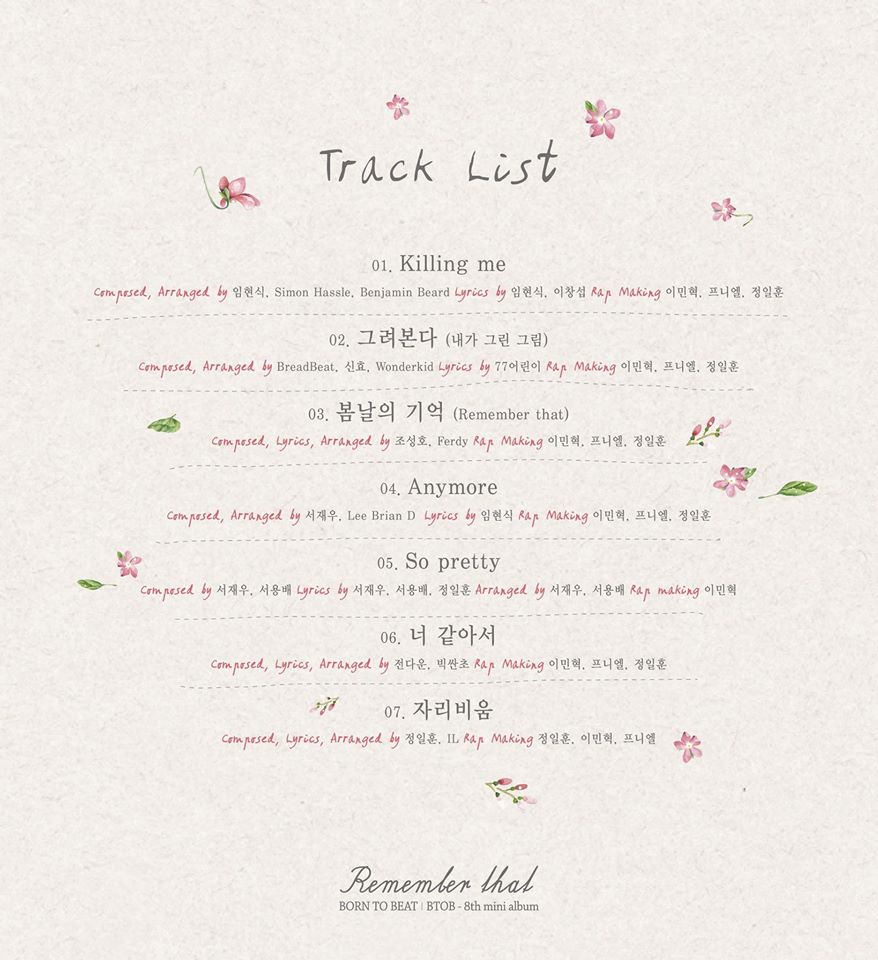 Track List
01. Killing me
Composed, Arranged by 임현식, Simon Hassle, Benjamin Beard Lyrics by 임현식, 이창섭 Rap Making 이민혁, 프니엘, 정일훈
02. 그려본다 (내가 그린 그림)
Composed, Arranged by BreadBeat, 신효, Wonderkid Lyrics by 77어린이 Rap Making 이민혁, 프니엘, 정일훈
03. 봄날의 기억 (Remember that)
Composed, Lyrics, Arranged by 조성호, Ferdy Rap Making 이민혁, 프니엘, 정일훈
04. Anymore
Composed, Arranged by 서재우, Lee Brian D Lyrics by 임현식 Rap Making 이민혁, 프니엘, 정일훈
05. So pretty
Composed by 서재우, 서용배 Lyrics by 서재우, 서용배, 정일훈 Arranged by 서재우, 서용배 Rap making 이민혁
06. 너 같아서
Composed, Lyrics, Arranged by 전다운, 빅싼초 Rap Making 이민혁, 프니엘, 정일훈
07. 자리비움
Composed, Lyrics, Arranged by 정일훈, IL Rap Making 정일훈, 이민혁, 프니엘
Remember that
BORN TO BEAT | BTOB - 8th mini album